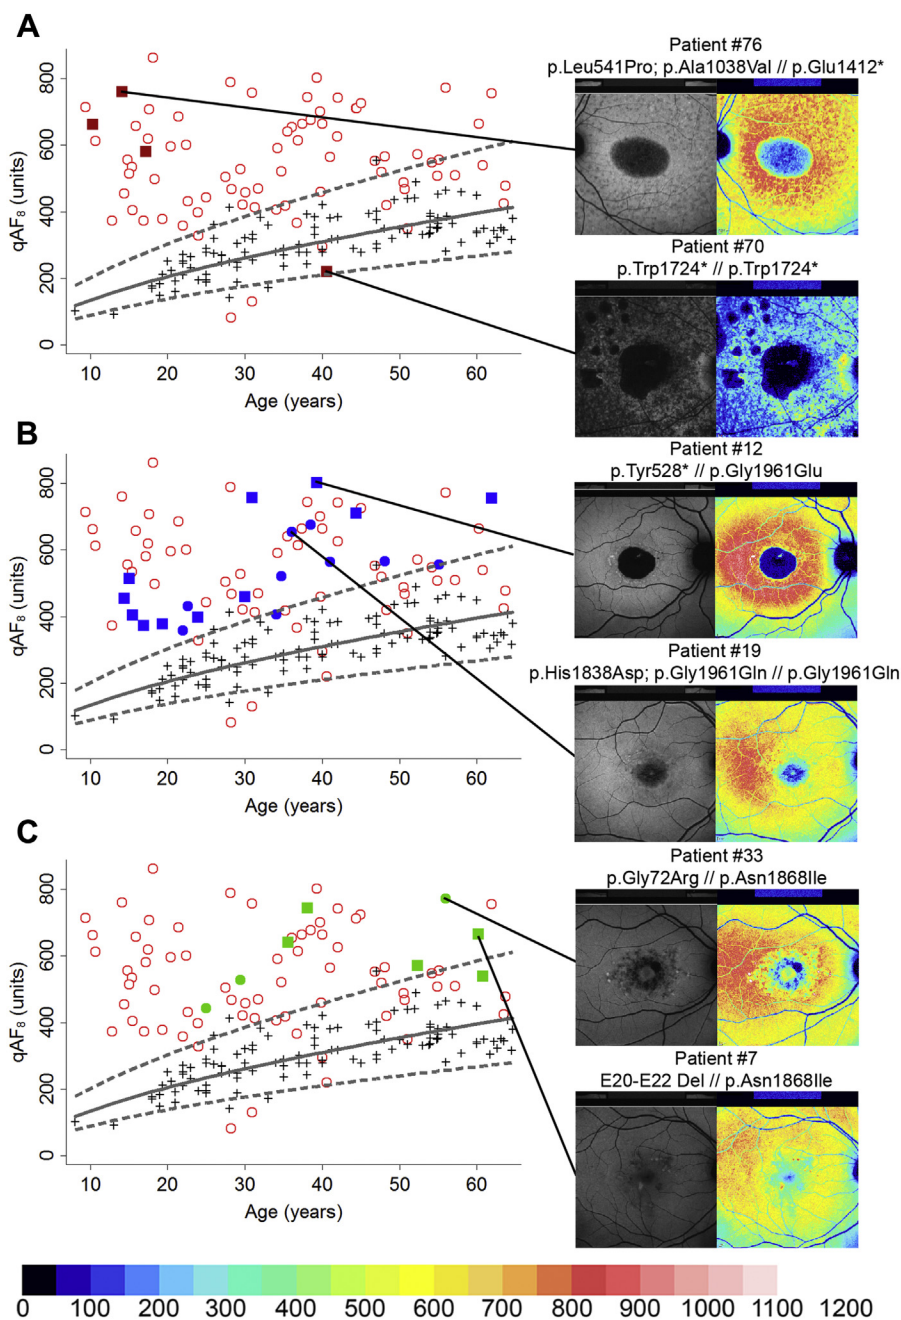 A
Patient #76
p.Leu541Pro; p.Ala1038Val // p.Glu1412*
800
600
400
200
0
qAF8 (units)
10 20 30 40 50 60
Age (years)
Patient #70
p.Trp1724* // p.Trp1724*
B
Patient #12
p.Tyr528* // p.Gly1961Glu
800
600
400
200
0
qAF8 (units)
10 20 30 40 50 60
Age (years)
Patient #19
p.His1838Asp; p.Gly1961Gln // p.Gly1961Gln
C
Patient #33
p.Gly72Arg // p.Asn1868Ile
800
600
400
200
0
qAF8 (units)
10 20 30 40 50 60
Age (years)
Patient #7
E20-E22 Del // p.Asn1868Ile
0 100 200 300 400 500 600 700 800 900 1000 1100 1200